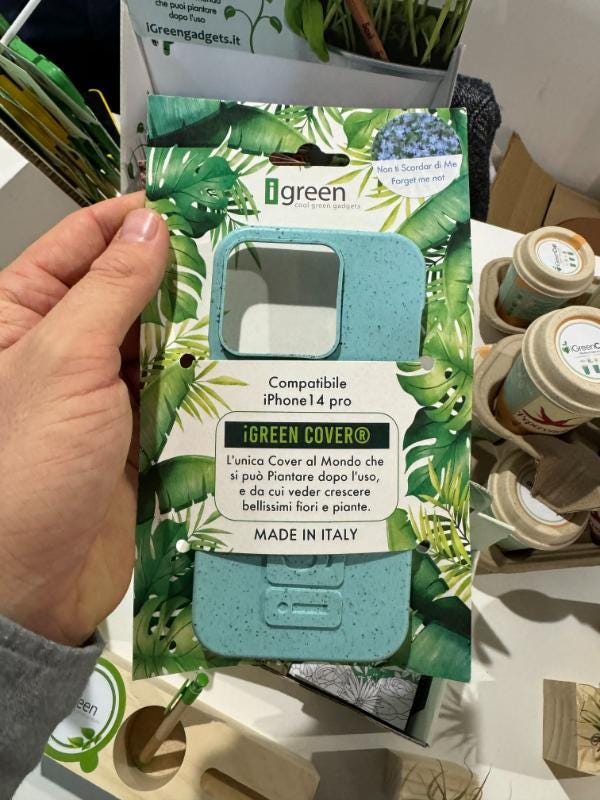 che puoi piantare
dopo l'uso
iGreengadgets.it
Non ti Scordar di Me
Forget me not
igreen
cool green gadgets
Compatibile
iPhone14 pro
iGREEN COVER®
L'unica Cover al Mondo che
si può Piantare dopo l'uso,
e da cui veder crescere
bellissimi fiori e piante.
MADE IN ITALY